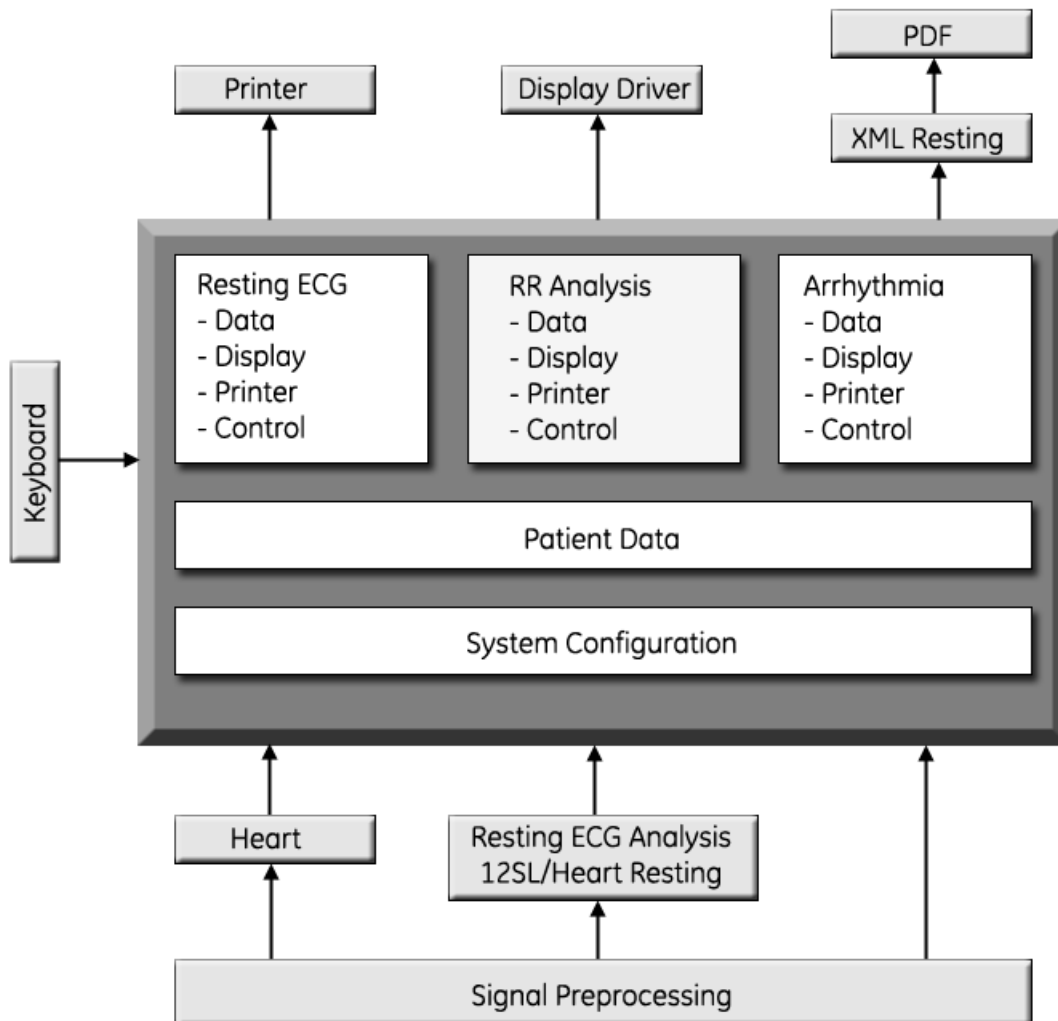 PDF
Printer
Display Driver
XML Resting
Resting ECG
- Data
- Display
- Printer
- Control
RR Analysis
- Data
- Display
- Printer
- Control
Arrhythmia
- Data
- Display
- Printer
- Control
Keyboard
Patient Data
System Configuration
Heart
Resting ECG Analysis
12SL/Heart Resting
Signal Preprocessing